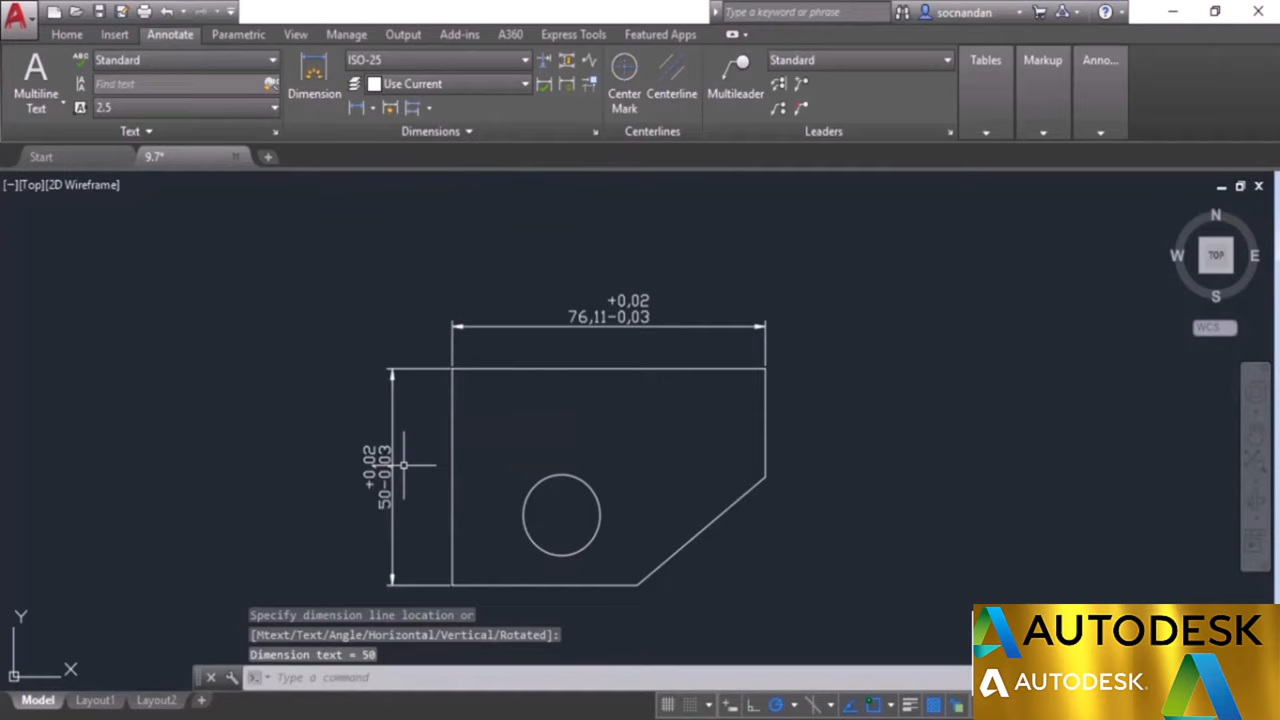 Type a keyword or phrase
socnandan
Home Insert Annotate Parametric View Manage Output Add-ins A360 Express Tools Featured Apps
Multiline Text
Standard
Find text
2.5
Text
Dimension
ISO-25
Use Current
Dimensions
Center Mark
Centerline
Centerlines
Multileader
Standard
Leaders
Tables
Markup
Anno...
Start
9.7*
[−][Top][2D Wireframe]
N
W TOP E
S
WCS
+0,02
76,11-0,03
+0,02
50-0,03
Y
X
Specify dimension line location or
[Mtext/Text/Angle/Horizontal/Vertical/Rotated]:
Dimension text = 50
Type a command
Model Layout1 Layout2
AUTODESK
AUTODESK.